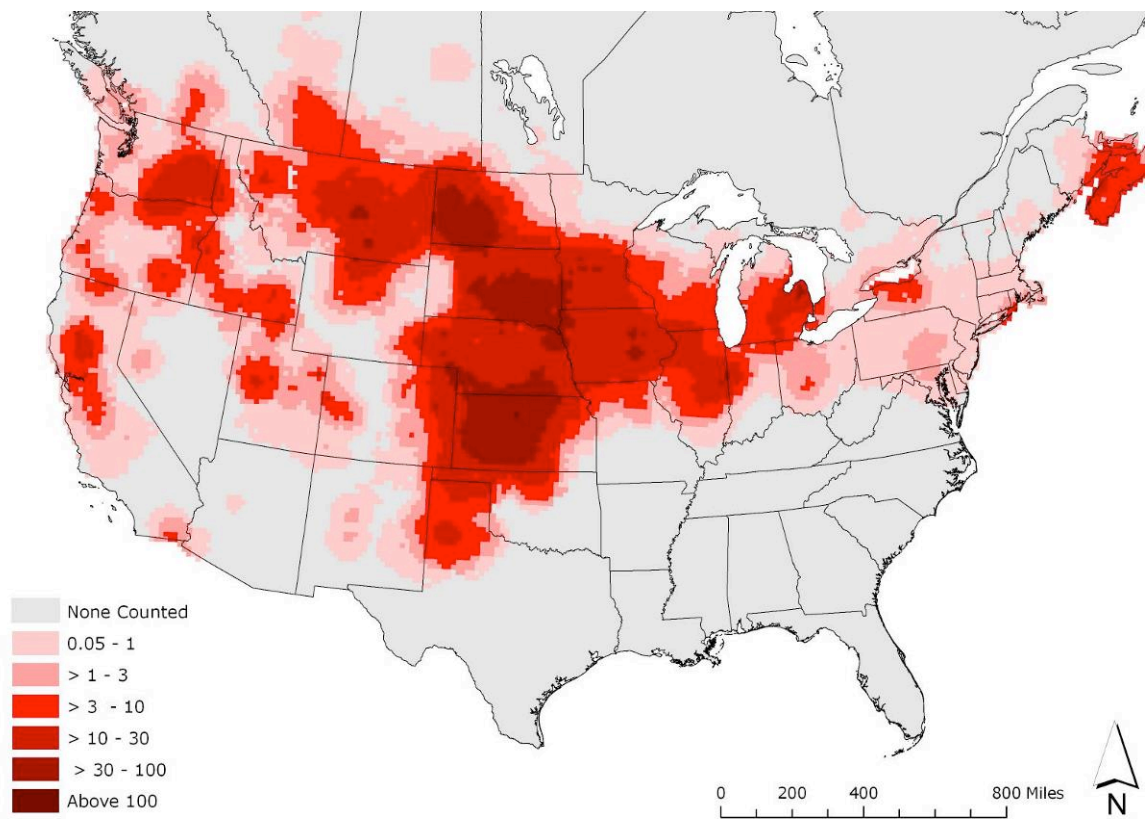 None Counted
0.05 - 1
> 1 - 3
> 3 - 10
> 10 - 30
> 30 - 100
Above 100
0 200 400 800 Miles
N